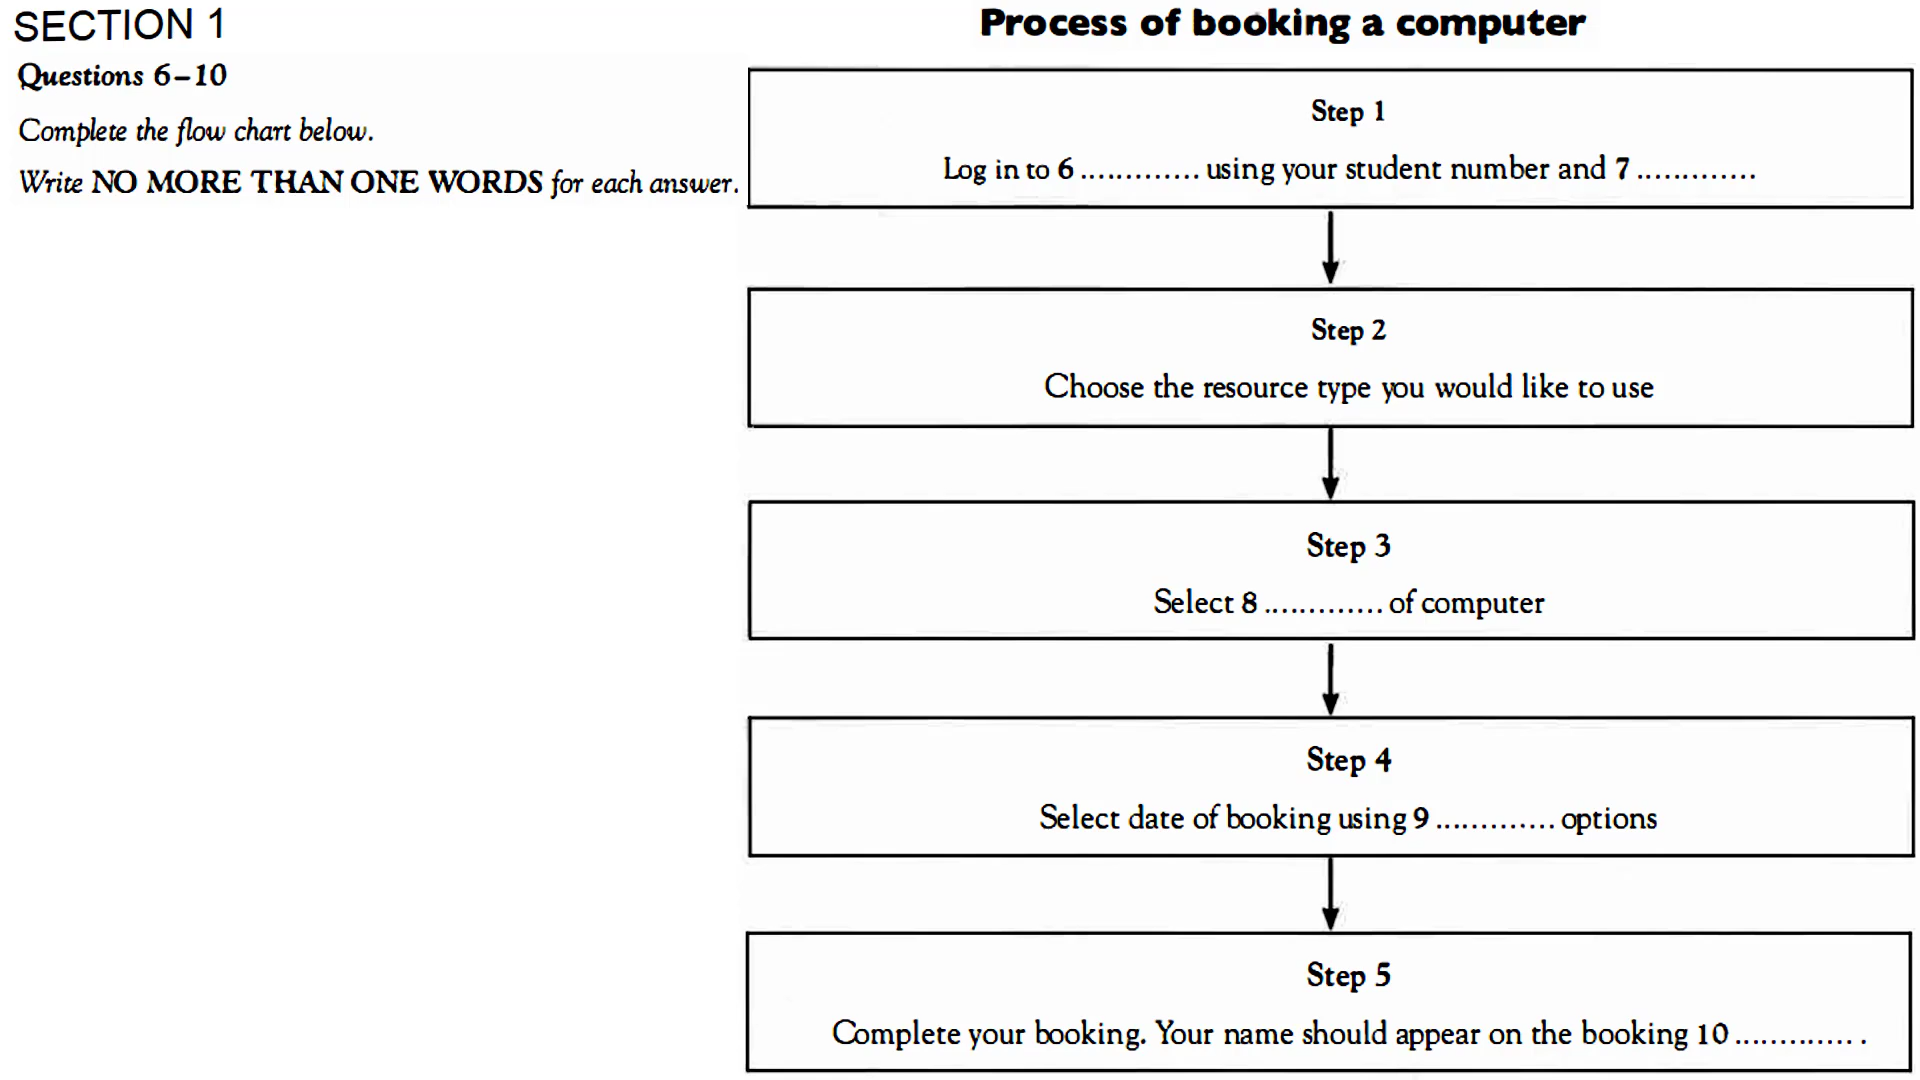 SECTION 1
Questions 6–10
Complete the flow chart below.
Write NO MORE THAN ONE WORDS for each answer.
Process of booking a computer
Step 1
Log in to 6 ............. using your student number and 7 .............
Step 2
Choose the resource type you would like to use
Step 3
Select 8 ............. of computer
Step 4
Select date of booking using 9 ............. options
Step 5
Complete your booking. Your name should appear on the booking 10 ............. .